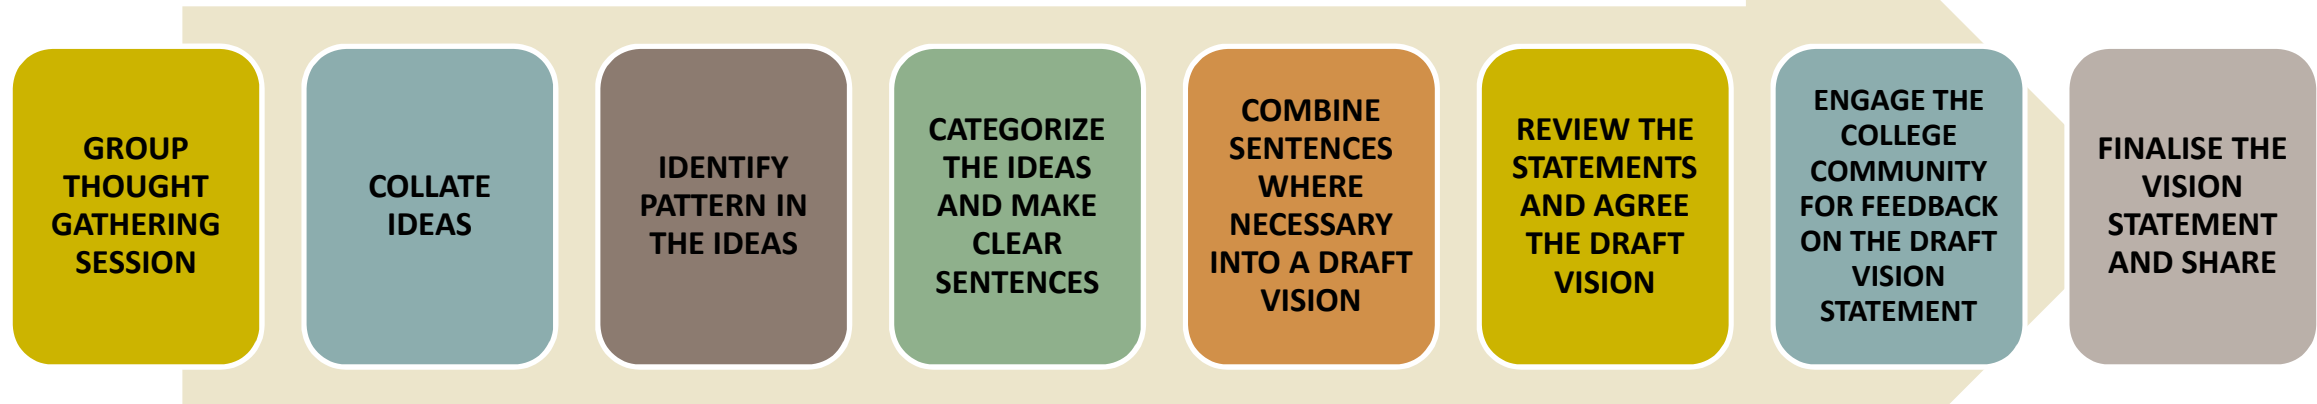 GROUP
THOUGHT
GATHERING
SESSION
COLLATE
IDEAS
IDENTIFY
PATTERN IN
THE IDEAS
CATEGORIZE
THE IDEAS
AND MAKE
CLEAR
SENTENCES
COMBINE
SENTENCES
WHERE
NECESSARY
INTO A DRAFT
VISION
REVIEW THE
STATEMENTS
AND AGREE
THE DRAFT
VISION
ENGAGE THE
COLLEGE
COMMUNITY
FOR FEEDBACK
ON THE DRAFT
VISION
STATEMENT
FINALISE THE
VISION
STATEMENT
AND SHARE